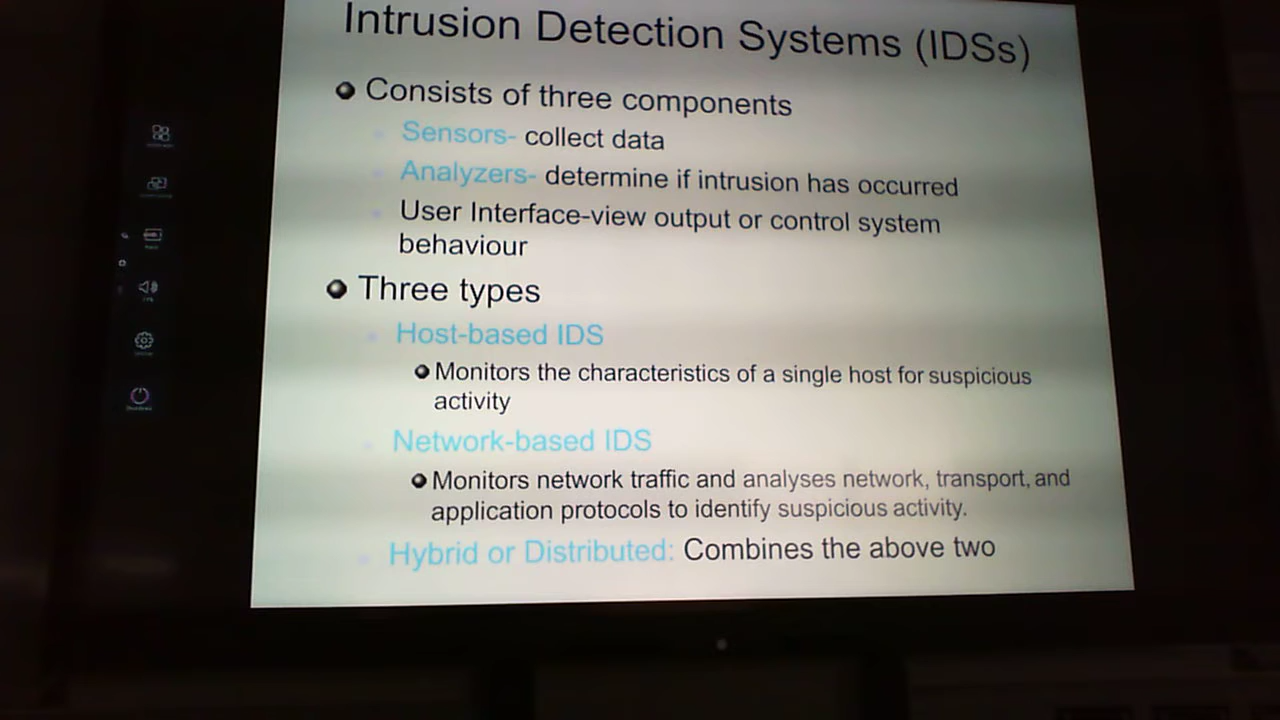 Intrusion Detection Systems (IDSs)
Consists of three components
Sensors- collect data
Analyzers- determine if intrusion has occurred
User Interface-view output or control system
behaviour
Three types
Host-based IDS
Monitors the characteristics of a single host for suspicious
activity
Network-based IDS
Monitors network traffic and analyses network, transport, and
application protocols to identify suspicious activity.
Hybrid or Distributed: Combines the above two